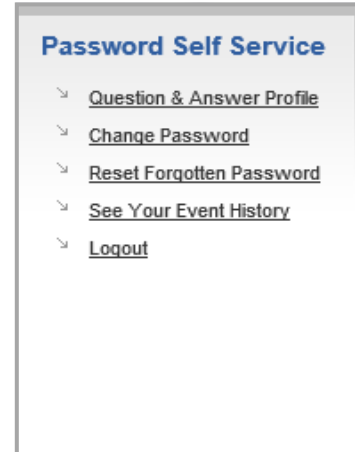 Password Self Service
Question & Answer Profile
Change Password
Reset Forgotten Password
See Your Event History
Logout